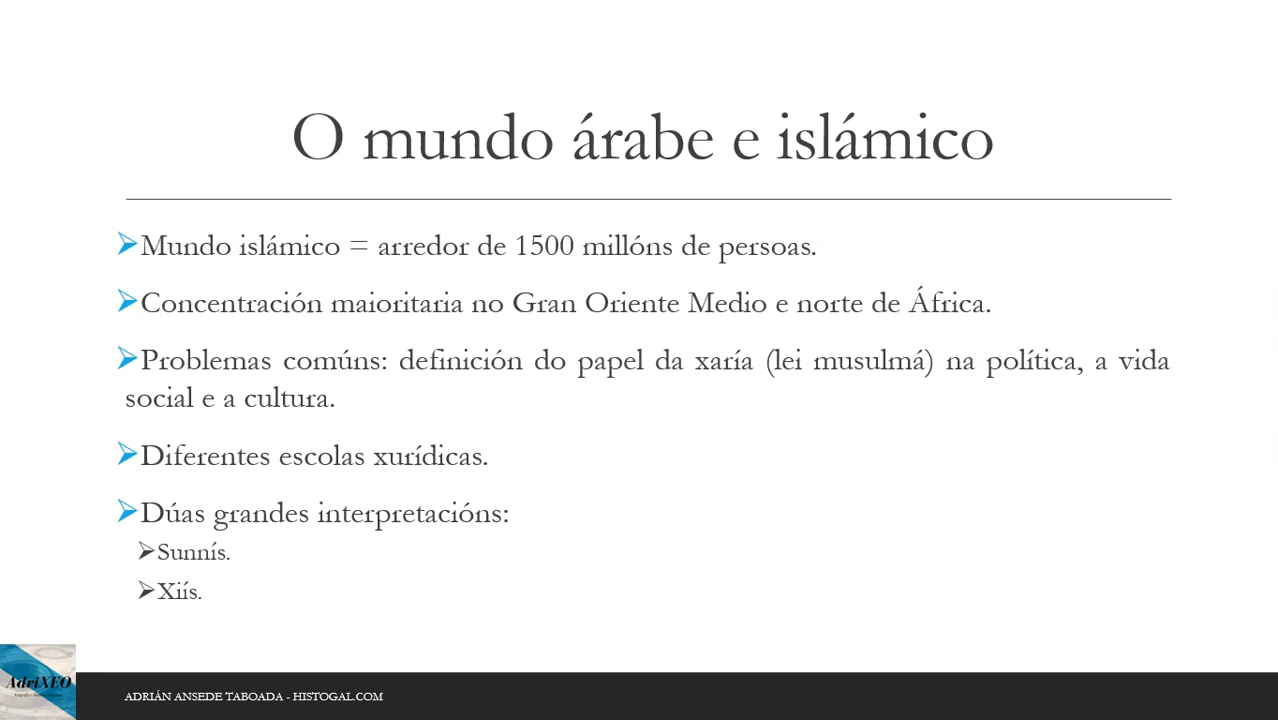 O mundo árabe e islámico
Mundo islámico = arredor de 1500 millóns de persoas.
Concentración maioritaria no Gran Oriente Medio e norte de África.
Problemas comúns: definición do papel da xaría (lei musulmá) na política, a vida
social e a cultura.
Diferentes escolas xurídicas.
Dúas grandes interpretacións:
Sunnís.
Xiís.
AdriXEO
ADRIÁN ANSEDE TABOADA - HISTOGAL.COM